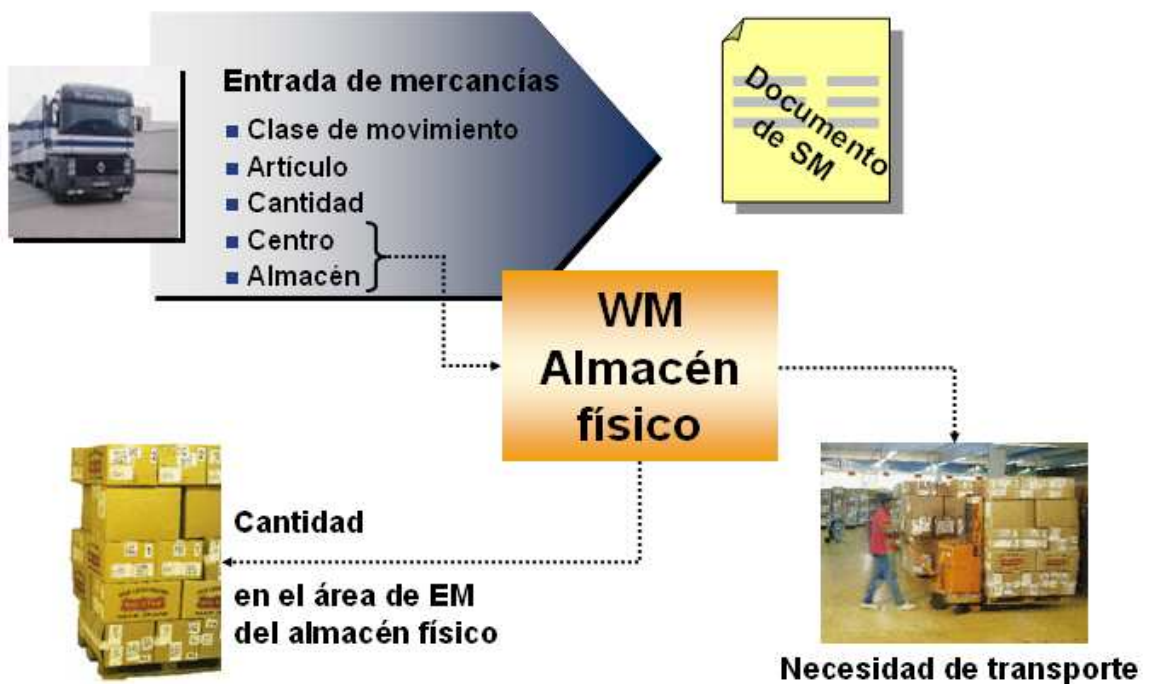 Entrada de mercancías
Clase de movimiento
Artículo
Cantidad
Centro
Almacén
Documento
de SM
WM
Almacén
físico
Cantidad
en el área de EM
del almacén físico
Necesidad de transporte